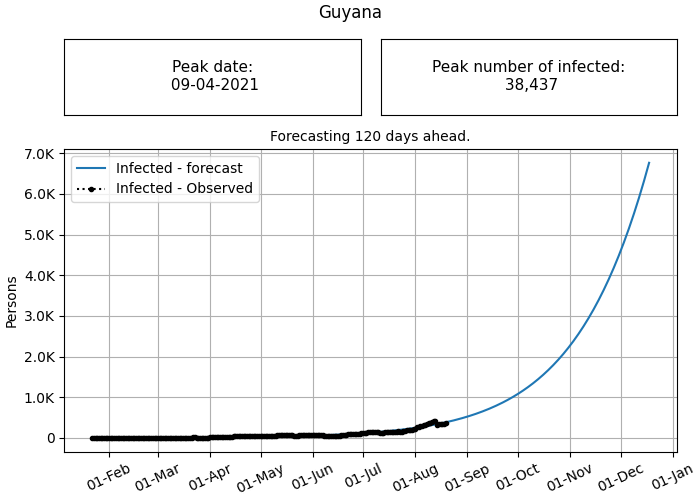 Guyana
Peak date:
09-04-2021
Peak number of infected:
38,437
Forecasting 120 days ahead.
Infected - forecast
Infected - Observed
Persons
7.0K
6.0K
5.0K
4.0K
3.0K
2.0K
1.0K
0
01-Feb
01-Mar
01-Apr
01-May
01-Jun
01-Jul
01-Aug
01-Sep
01-Oct
01-Nov
01-Dec
01-Jan